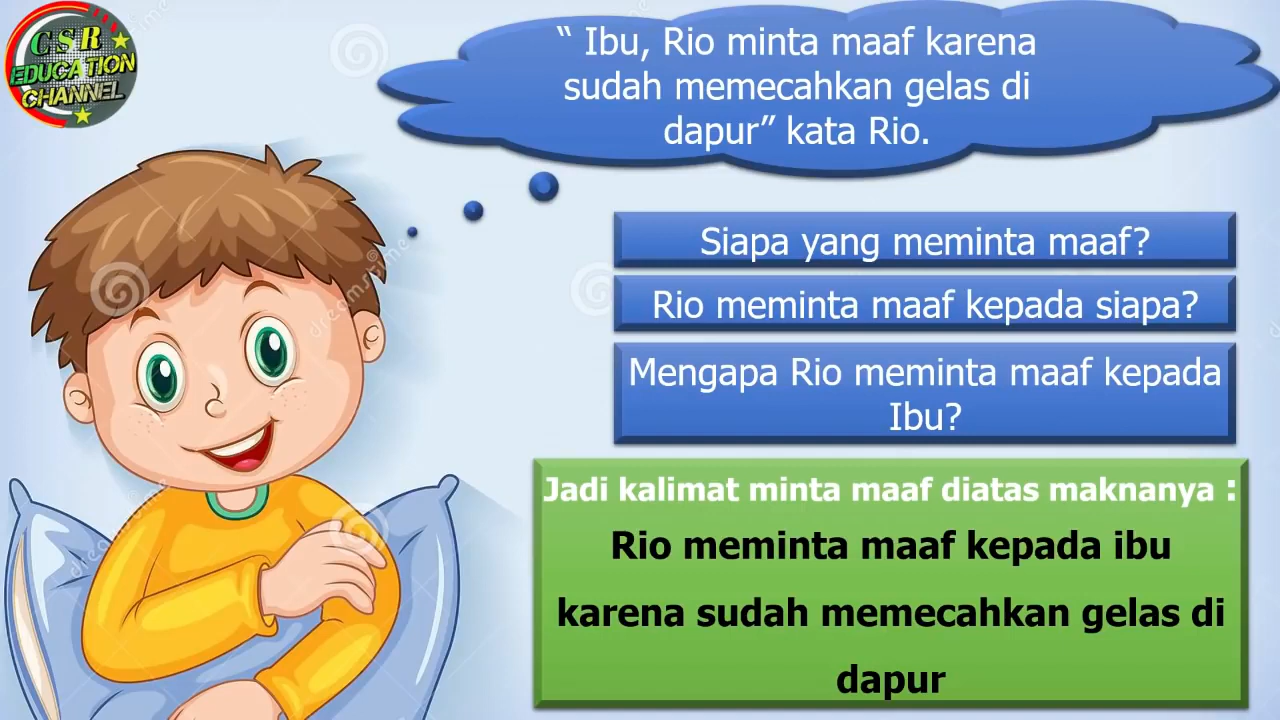 CSR
EDUCATION
CHANNEL
“ Ibu, Rio minta maaf karena
sudah memecahkan gelas di
dapur” kata Rio.
Siapa yang meminta maaf?
Rio meminta maaf kepada siapa?
Mengapa Rio meminta maaf kepada
Ibu?
Jadi kalimat minta maaf diatas maknanya :
Rio meminta maaf kepada ibu
karena sudah memecahkan gelas di
dapur
©dreamstime